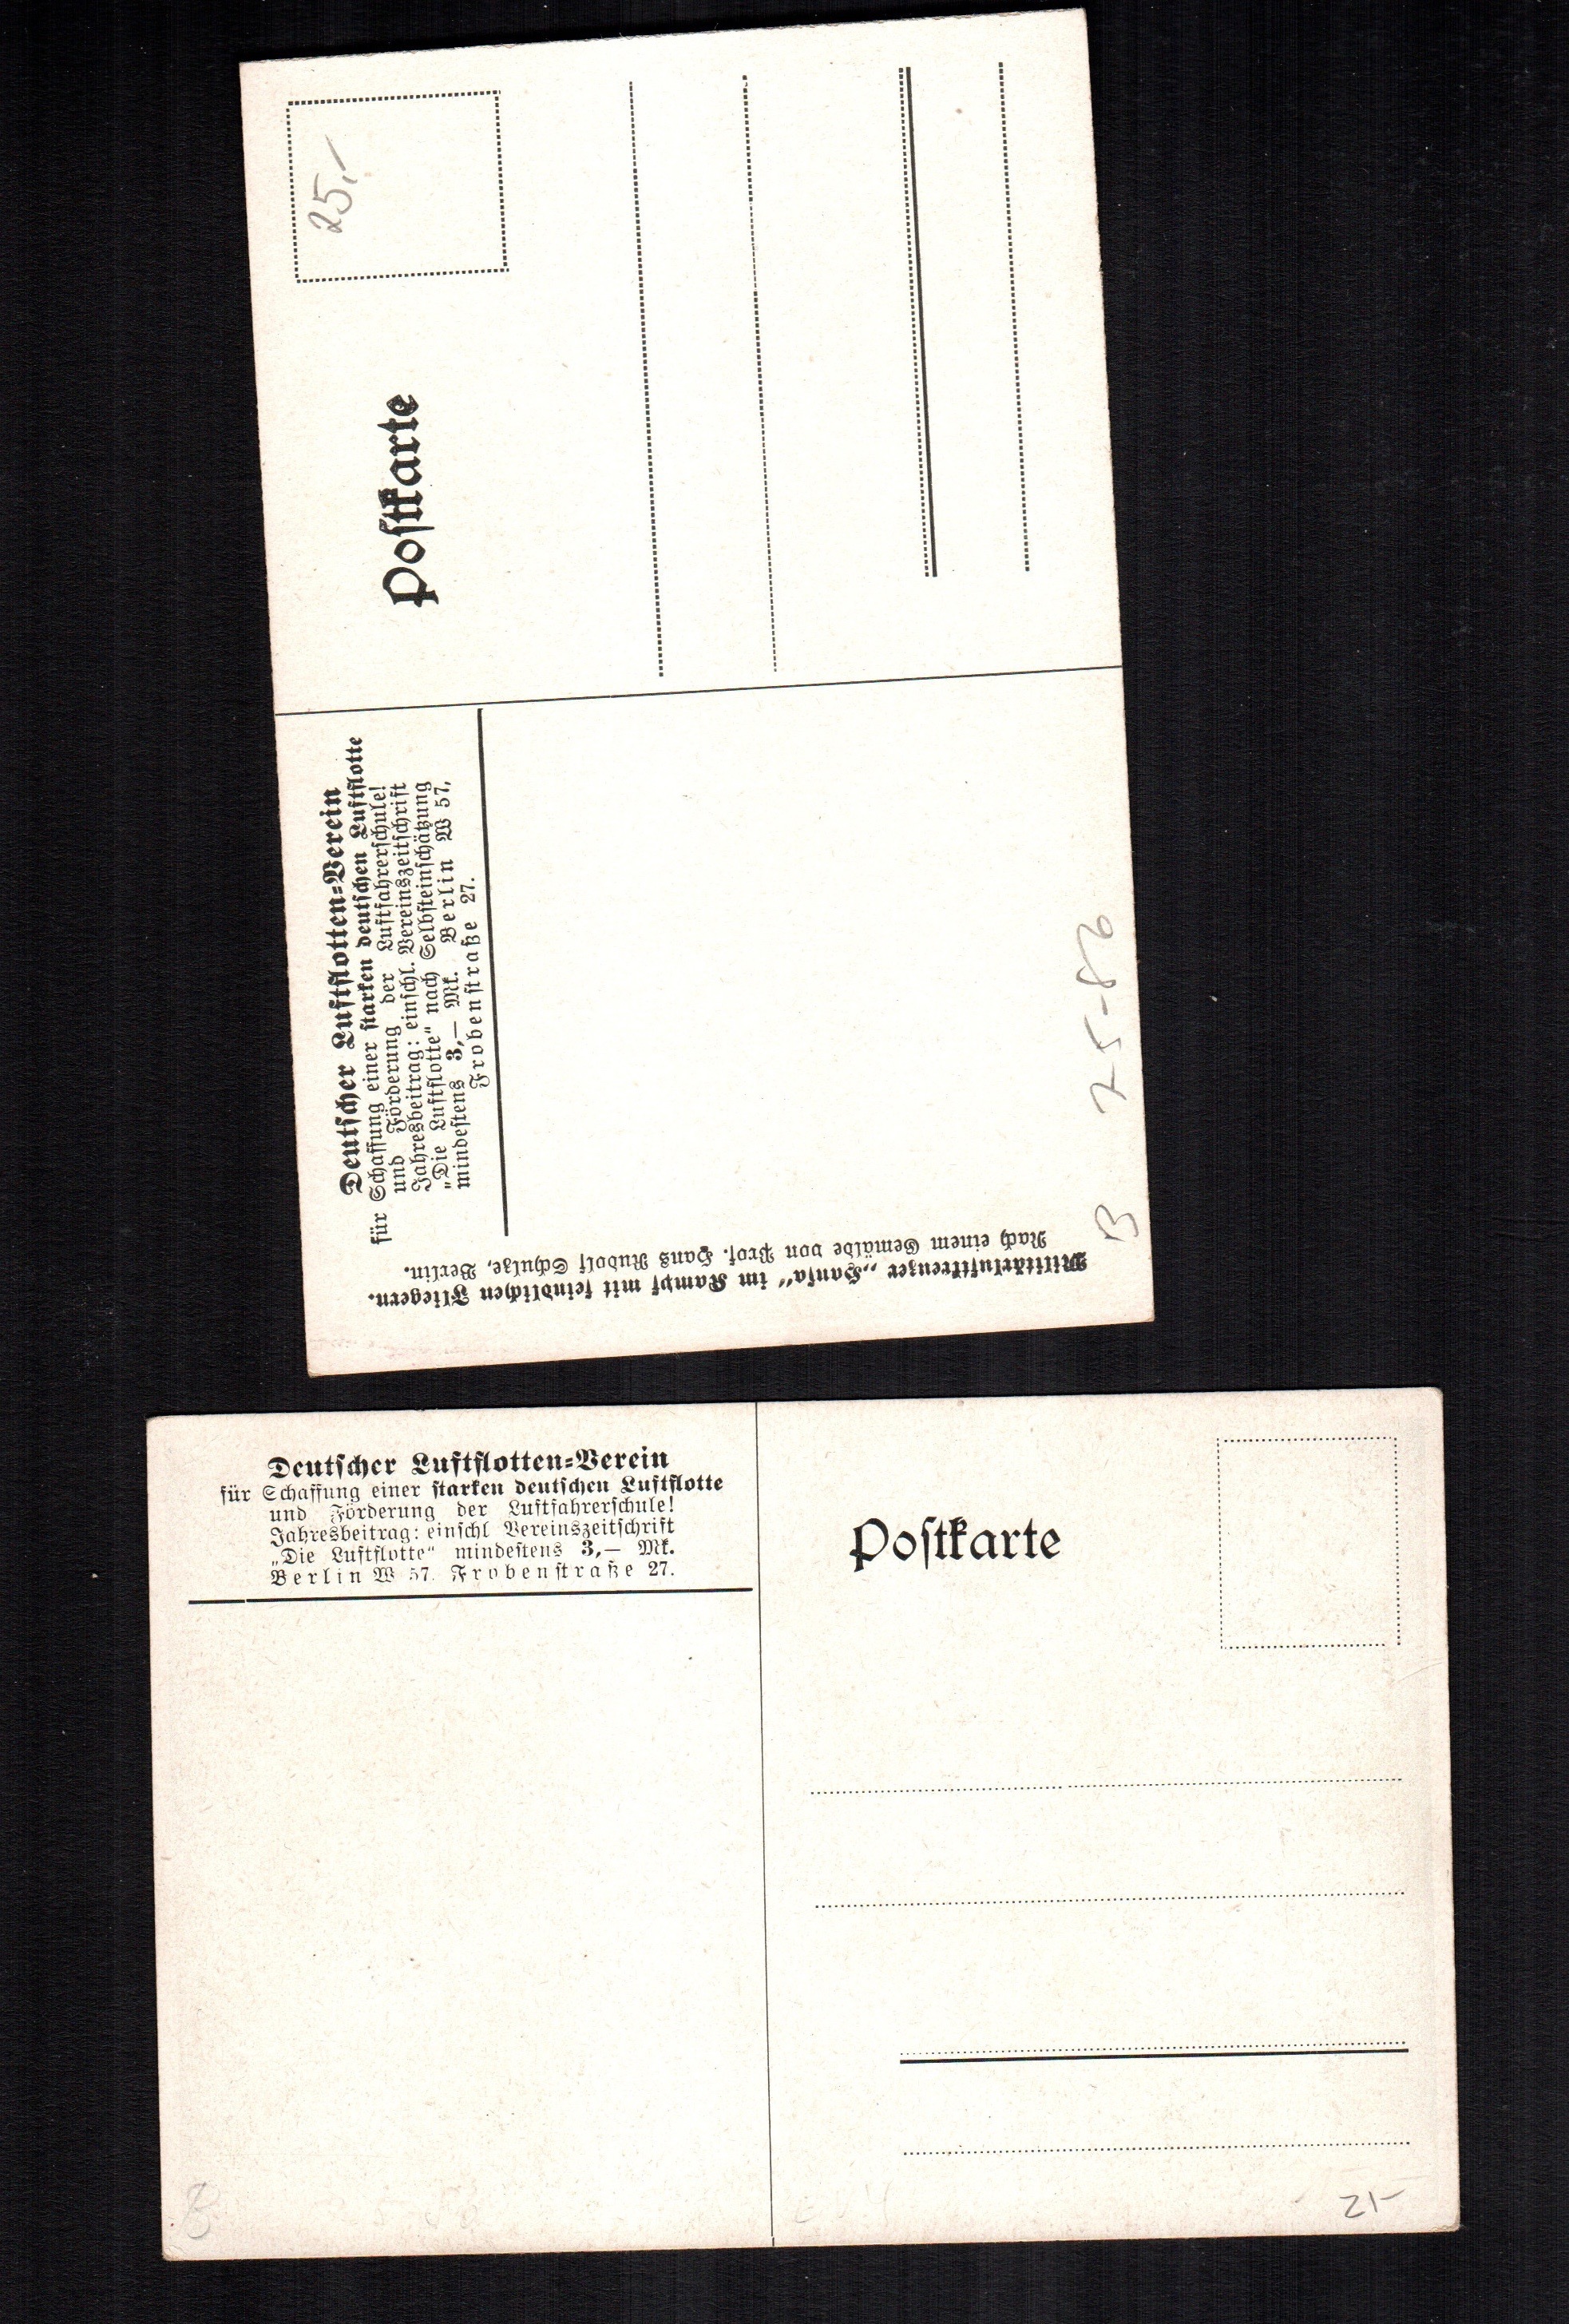 25,-
Postkarte
Deutscher Luftflotten-Verein
für Schaffung einer starken deutschen Luftflotte
und Förderung der Luftfahrerschule!
Jahresbeitrag: einschl. Vereinszeitschrift
"Die Luftflotte" nach Selbsteinschätzung
mindestens 3,— Mk. Berlin W 57,
Frobenstraße 27.
Militärluftkreuzer „Hansa" im Kampf mit feindlichen Fliegern.
Nach einem Gemälde von Prof. Hans Rudolf Schulze, Berlin.
B 25-86
Deutscher Luftflotten-Verein
für Schaffung einer starken deutschen Luftflotte
und Förderung der Luftfahrerschule!
Jahresbeitrag: einschl Vereinszeitschrift
„Die Luftflotte" mindestens 3,— Mk.
Berlin W 57. Frobenstraße 27.
Postkarte
B
21-